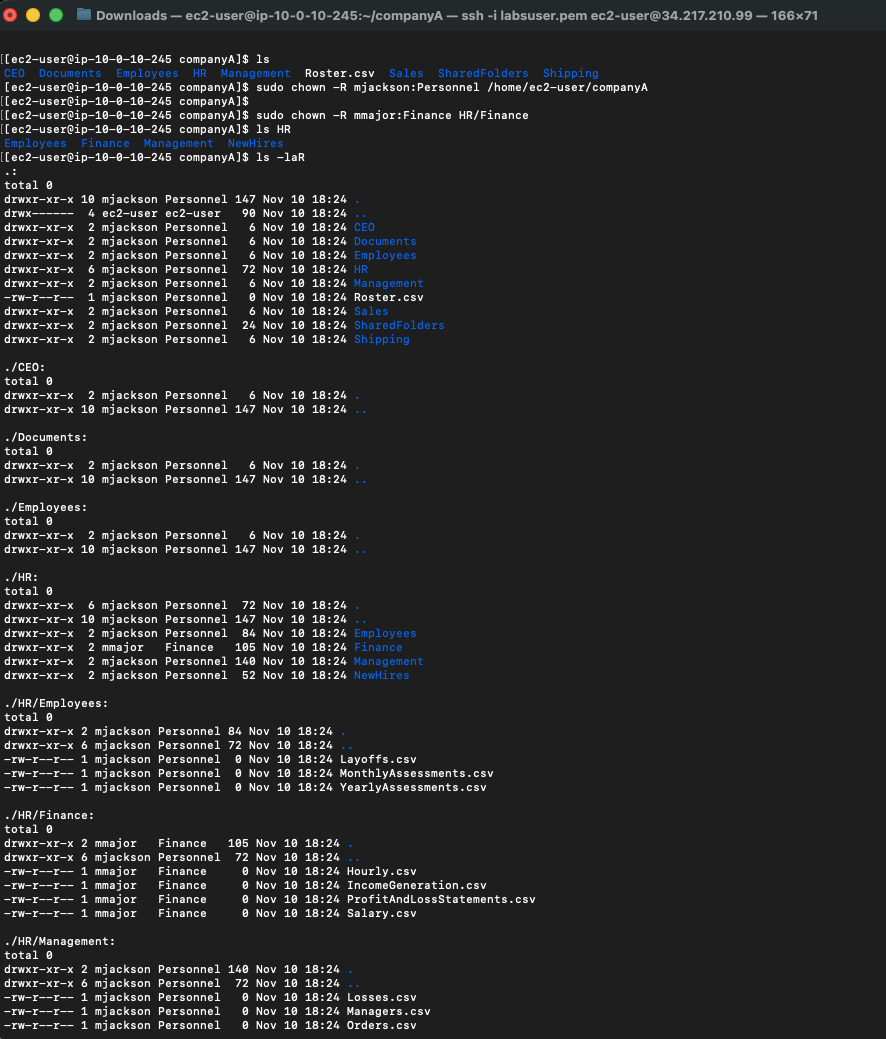 Downloads — ec2-user@ip-10-0-10-245:~/companyA — ssh -i labsuser.pem ec2-user@34.217.210.99 — 166×71
[[ec2-user@ip-10-0-10-245 companyA]$ ls
CEO  Documents  Employees  HR  Management  Roster.csv  Sales  SharedFolders  Shipping
[ec2-user@ip-10-0-10-245 companyA]$ sudo chown -R mjackson:Personnel /home/ec2-user/companyA
[[ec2-user@ip-10-0-10-245 companyA]$
[[ec2-user@ip-10-0-10-245 companyA]$ sudo chown -R mmajor:Finance HR/Finance
[[ec2-user@ip-10-0-10-245 companyA]$ ls HR
Employees  Finance  Management  NewHires
[[ec2-user@ip-10-0-10-245 companyA]$ ls -laR
.:
total 0
drwxr-xr-x 10 mjackson Personnel 147 Nov 10 18:24 .
drwx------  4 ec2-user ec2-user   90 Nov 10 18:24 ..
drwxr-xr-x  2 mjackson Personnel   6 Nov 10 18:24 CEO
drwxr-xr-x  2 mjackson Personnel   6 Nov 10 18:24 Documents
drwxr-xr-x  2 mjackson Personnel   6 Nov 10 18:24 Employees
drwxr-xr-x  6 mjackson Personnel  72 Nov 10 18:24 HR
drwxr-xr-x  2 mjackson Personnel   6 Nov 10 18:24 Management
-rw-r--r--  1 mjackson Personnel   0 Nov 10 18:24 Roster.csv
drwxr-xr-x  2 mjackson Personnel   6 Nov 10 18:24 Sales
drwxr-xr-x  2 mjackson Personnel  24 Nov 10 18:24 SharedFolders
drwxr-xr-x  2 mjackson Personnel   6 Nov 10 18:24 Shipping
./CEO:
total 0
drwxr-xr-x  2 mjackson Personnel   6 Nov 10 18:24 .
drwxr-xr-x 10 mjackson Personnel 147 Nov 10 18:24 ..
./Documents:
total 0
drwxr-xr-x  2 mjackson Personnel   6 Nov 10 18:24 .
drwxr-xr-x 10 mjackson Personnel 147 Nov 10 18:24 ..
./Employees:
total 0
drwxr-xr-x  2 mjackson Personnel   6 Nov 10 18:24 .
drwxr-xr-x 10 mjackson Personnel 147 Nov 10 18:24 ..
./HR:
total 0
drwxr-xr-x  6 mjackson Personnel  72 Nov 10 18:24 .
drwxr-xr-x 10 mjackson Personnel 147 Nov 10 18:24 ..
drwxr-xr-x  2 mjackson Personnel  84 Nov 10 18:24 Employees
drwxr-xr-x  2 mmajor   Finance   105 Nov 10 18:24 Finance
drwxr-xr-x  2 mjackson Personnel 140 Nov 10 18:24 Management
drwxr-xr-x  2 mjackson Personnel  52 Nov 10 18:24 NewHires
./HR/Employees:
total 0
drwxr-xr-x 2 mjackson Personnel 84 Nov 10 18:24 .
drwxr-xr-x 6 mjackson Personnel 72 Nov 10 18:24 ..
-rw-r--r-- 1 mjackson Personnel  0 Nov 10 18:24 Layoffs.csv
-rw-r--r-- 1 mjackson Personnel  0 Nov 10 18:24 MonthlyAssessments.csv
-rw-r--r-- 1 mjackson Personnel  0 Nov 10 18:24 YearlyAssessments.csv
./HR/Finance:
total 0
drwxr-xr-x 2 mmajor   Finance   105 Nov 10 18:24 .
drwxr-xr-x 6 mjackson Personnel  72 Nov 10 18:24 ..
-rw-r--r-- 1 mmajor   Finance     0 Nov 10 18:24 Hourly.csv
-rw-r--r-- 1 mmajor   Finance     0 Nov 10 18:24 IncomeGeneration.csv
-rw-r--r-- 1 mmajor   Finance     0 Nov 10 18:24 ProfitAndLossStatements.csv
-rw-r--r-- 1 mmajor   Finance     0 Nov 10 18:24 Salary.csv
./HR/Management:
total 0
drwxr-xr-x 2 mjackson Personnel 140 Nov 10 18:24 .
drwxr-xr-x 6 mjackson Personnel  72 Nov 10 18:24 ..
-rw-r--r-- 1 mjackson Personnel   0 Nov 10 18:24 Losses.csv
-rw-r--r-- 1 mjackson Personnel   0 Nov 10 18:24 Managers.csv
-rw-r--r-- 1 mjackson Personnel   0 Nov 10 18:24 Orders.csv